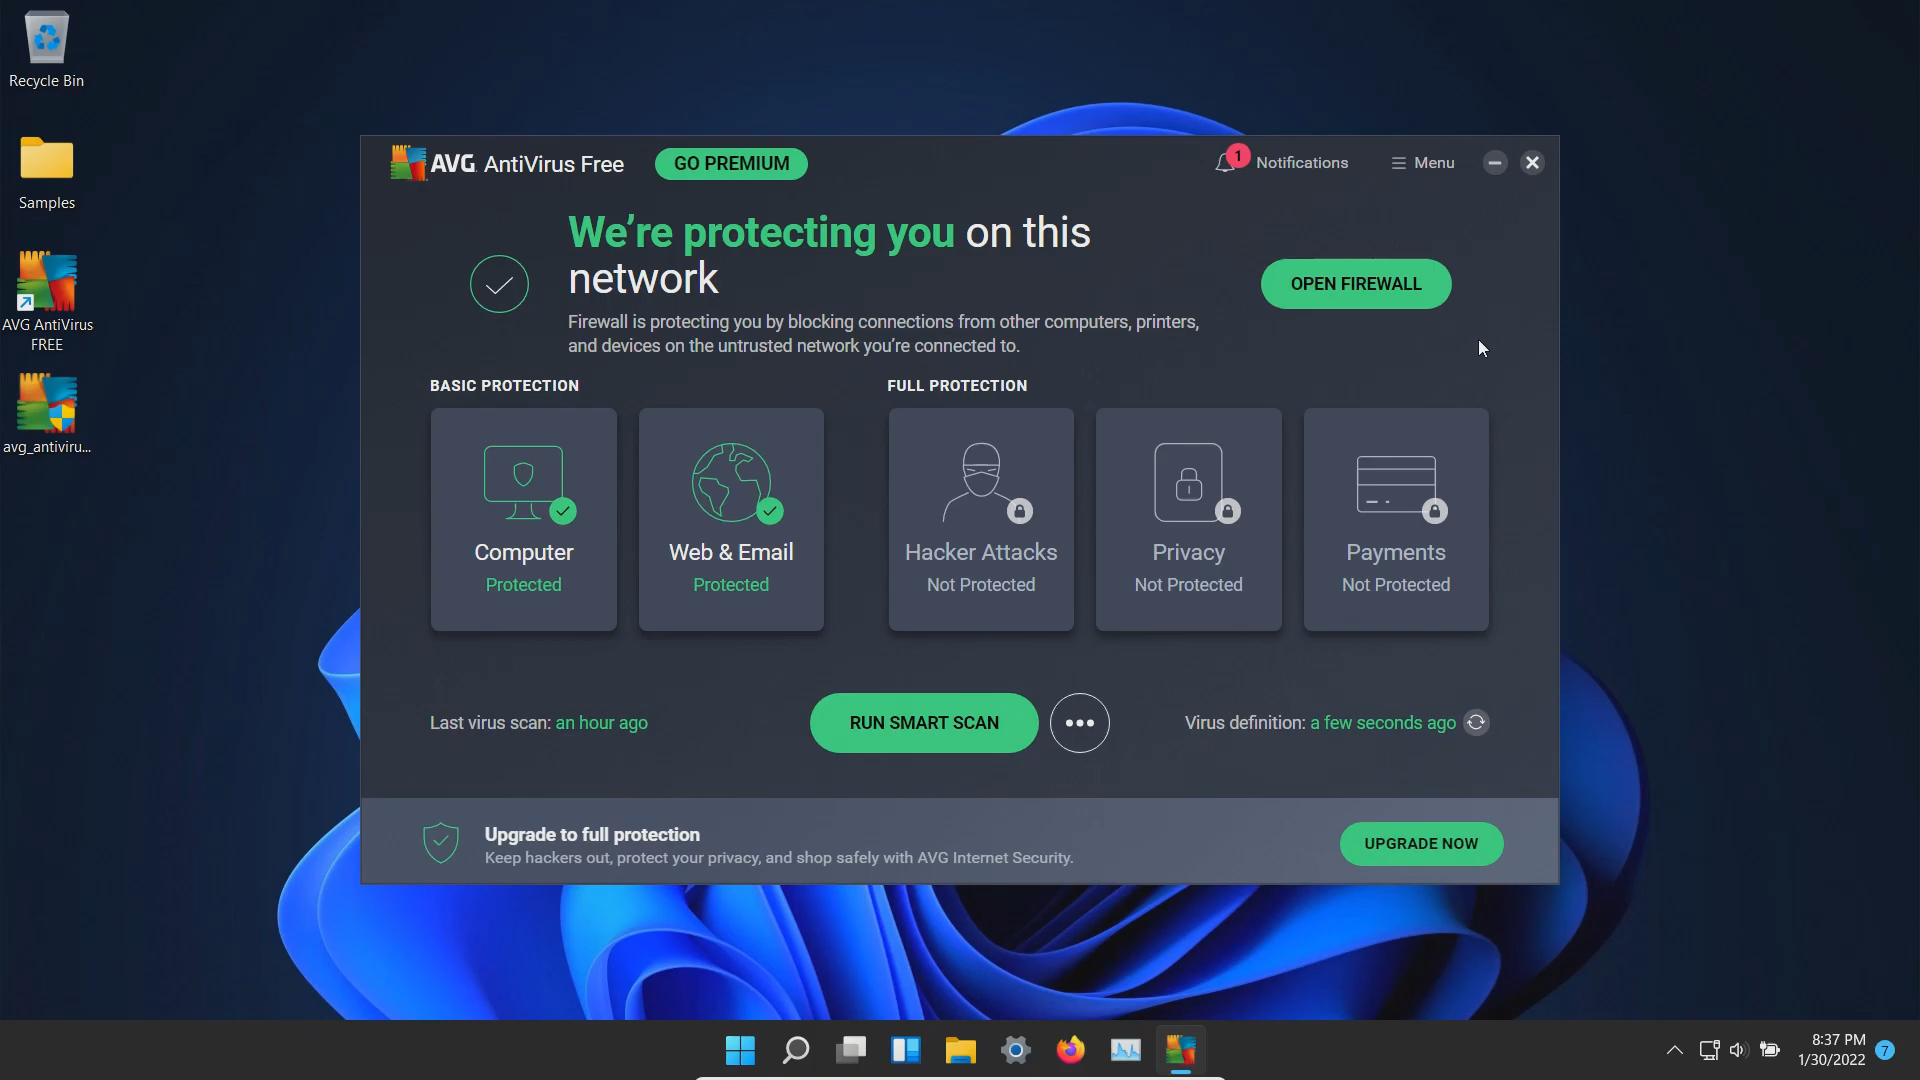 Recycle Bin
Samples
AVG AntiVirus
FREE
avg_antiviru...
AVG AntiVirus Free
GO PREMIUM
1
Notifications
Menu
We're protecting you on this
network
Firewall is protecting you by blocking connections from other computers, printers,
and devices on the untrusted network you're connected to.
OPEN FIREWALL
BASIC PROTECTION
FULL PROTECTION
Computer
Protected
Web & Email
Protected
Hacker Attacks
Not Protected
Privacy
Not Protected
Payments
Not Protected
Last virus scan: an hour ago
RUN SMART SCAN
Virus definition: a few seconds ago
Upgrade to full protection
Keep hackers out, protect your privacy, and shop safely with AVG Internet Security.
UPGRADE NOW
8:37 PM
1/30/2022
7